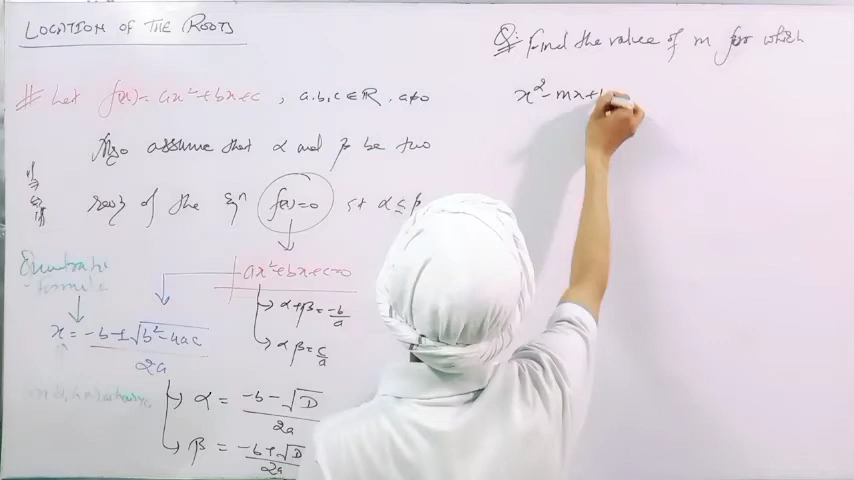 LOCATION OF THE ROOTS
# Let f(x) = ax²+bx+c , a,b,c ∈ R, a≠0
Also assume that α and β be two
real of the Eqⁿ f(x)=0 st α ≤ β
ax²+bx+c=0
α+β = -b/a
αβ = c/a
Quadratic
formula
x = -b ± √b²-4ac / 2a
α = -b - √D / 2a
β = -b + √D / 2a
Q: Find the value of m for which
x² - mx +